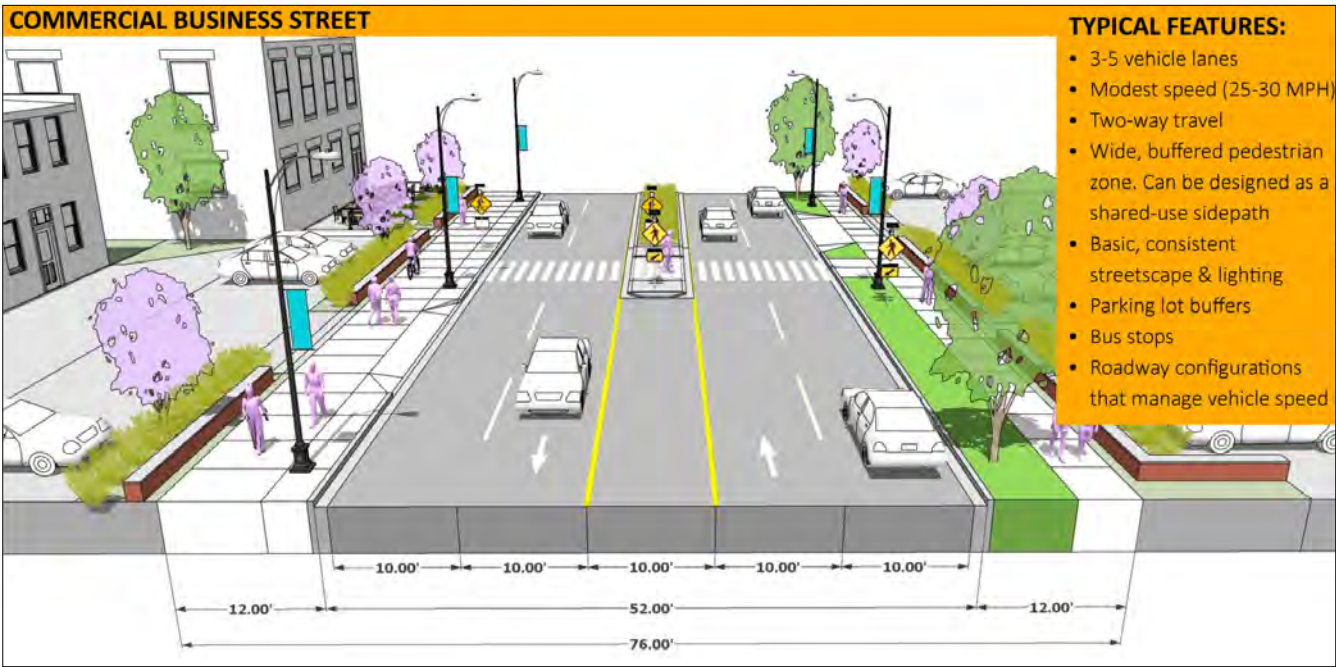 COMMERCIAL BUSINESS STREET
TYPICAL FEATURES:
• 3-5 vehicle lanes
• Modest speed (25-30 MPH)
• Two-way travel
• Wide, buffered pedestrian
zone. Can be designed as a
shared-use sidepath
• Basic, consistent
streetscape & lighting
• Parking lot buffers
• Bus stops
• Roadway configurations
that manage vehicle speed
10.00' 10.00' 10.00' 10.00' 10.00'
12.00' 52.00' 12.00'
76.00'